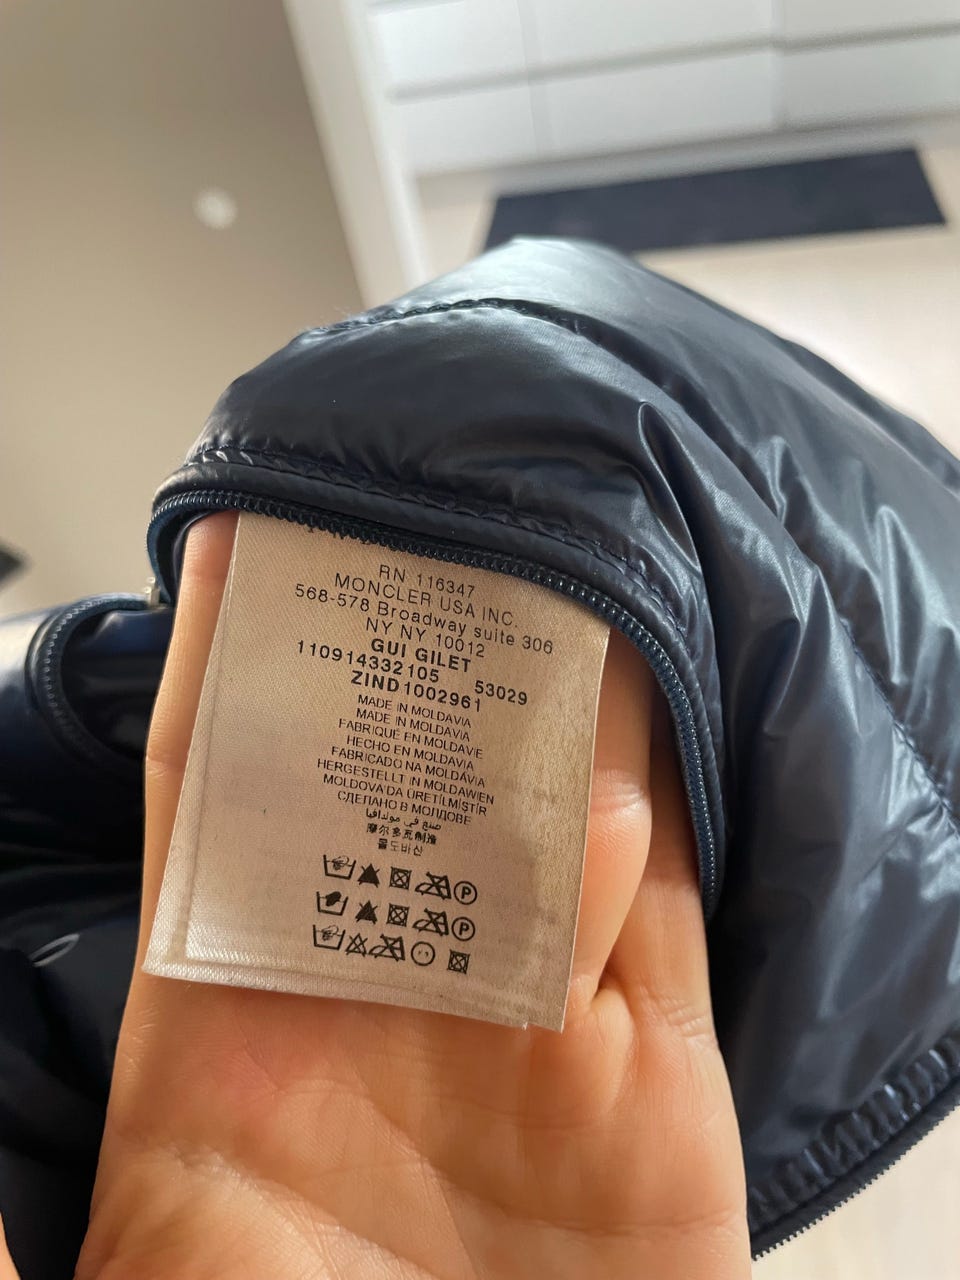 RN 116347
MONCLER USA INC.
568-578 Broadway suite 306
NY NY 10012
GUI GILET
110914332105 53029
ZIND1002961
MADE IN MOLDAVIA
MADE IN MOLDAVIA
FABRIQUÉ EN MOLDAVIE
HECHO EN MOLDAVIA
FABRICADO NA MOLDÁVIA
HERGESTELLT IN MOLDAWIEN
MOLDOVA'DA ÜRETİLMİŞTİR
СДЕЛАНО В МОЛДОВЕ
صنع في مولدافيا
摩尔多瓦制造
몰도바산
P
P